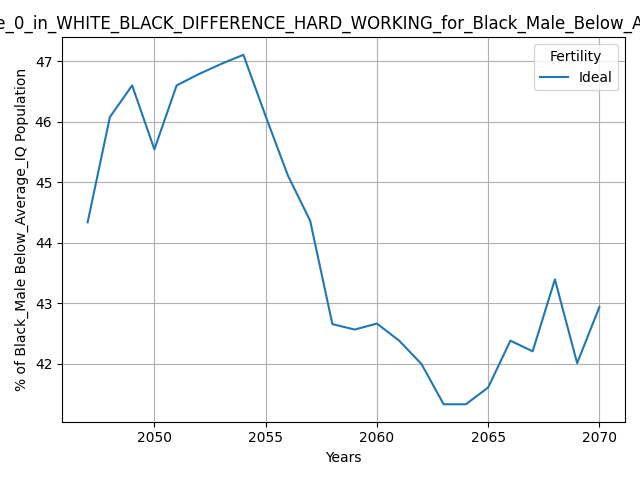 e_0_in_WHITE_BLACK_DIFFERENCE_HARD_WORKING_for_Black_Male_Below_A
Fertility
Ideal
% of Black_Male Below_Average_IQ Population
47
46
45
44
43
42
2050
2055
2060
2065
2070
Years